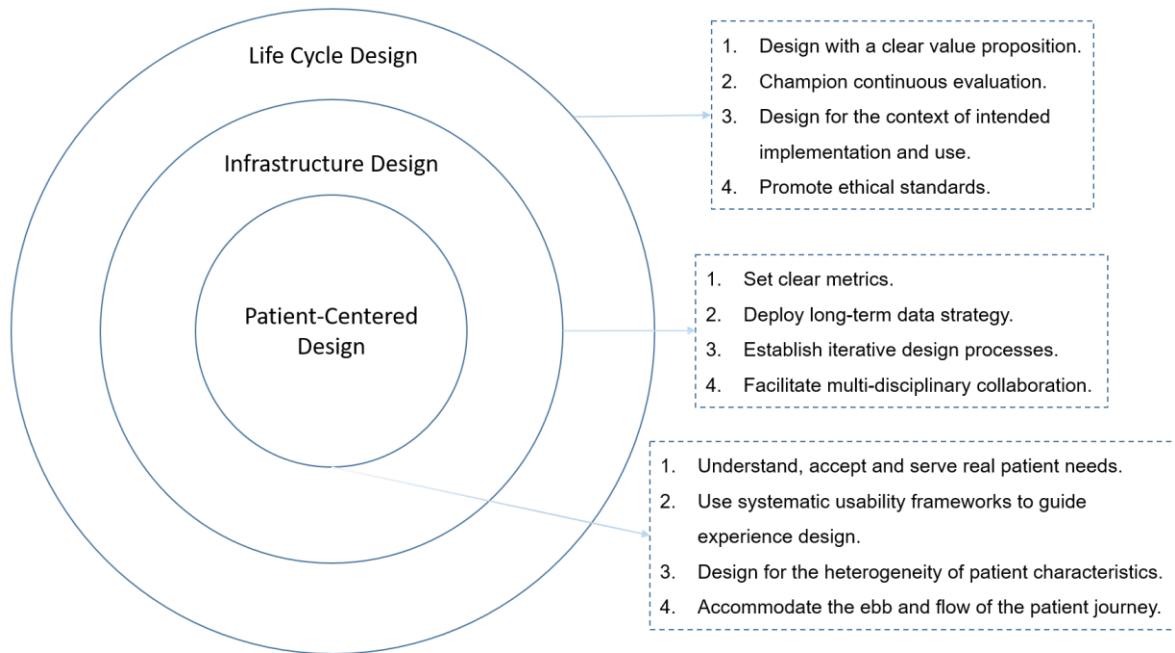 Life Cycle Design
Infrastructure Design
Patient-Centered
Design
1. Design with a clear value proposition.
2. Champion continuous evaluation.
3. Design for the context of intended
implementation and use.
4. Promote ethical standards.
1. Set clear metrics.
2. Deploy long-term data strategy.
3. Establish iterative design processes.
4. Facilitate multi-disciplinary collaboration.
1. Understand, accept and serve real patient needs.
2. Use systematic usability frameworks to guide
experience design.
3. Design for the heterogeneity of patient characteristics.
4. Accommodate the ebb and flow of the patient journey.